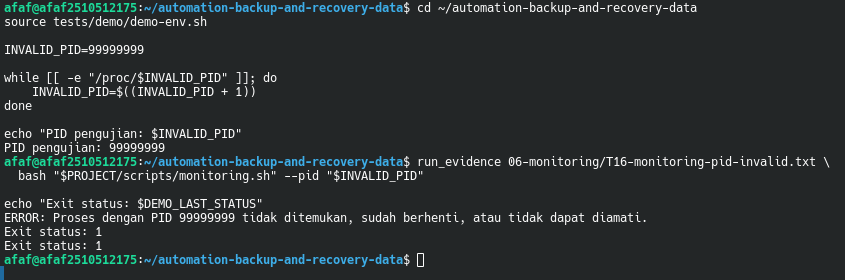 afaf@afaf2510512175:~/automation-backup-and-recovery-data$ cd ~/automation-backup-and-recovery-data
source tests/demo/demo-env.sh
INVALID_PID=99999999
while [[ -e "/proc/$INVALID_PID" ]]; do
    INVALID_PID=$((INVALID_PID + 1))
done
echo "PID pengujian: $INVALID_PID"
PID pengujian: 99999999
afaf@afaf2510512175:~/automation-backup-and-recovery-data$ run_evidence 06-monitoring/T16-monitoring-pid-invalid.txt \
  bash "$PROJECT/scripts/monitoring.sh" --pid "$INVALID_PID"
echo "Exit status: $DEMO_LAST_STATUS"
ERROR: Proses dengan PID 99999999 tidak ditemukan, sudah berhenti, atau tidak dapat diamati.
Exit status: 1
Exit status: 1
afaf@afaf2510512175:~/automation-backup-and-recovery-data$